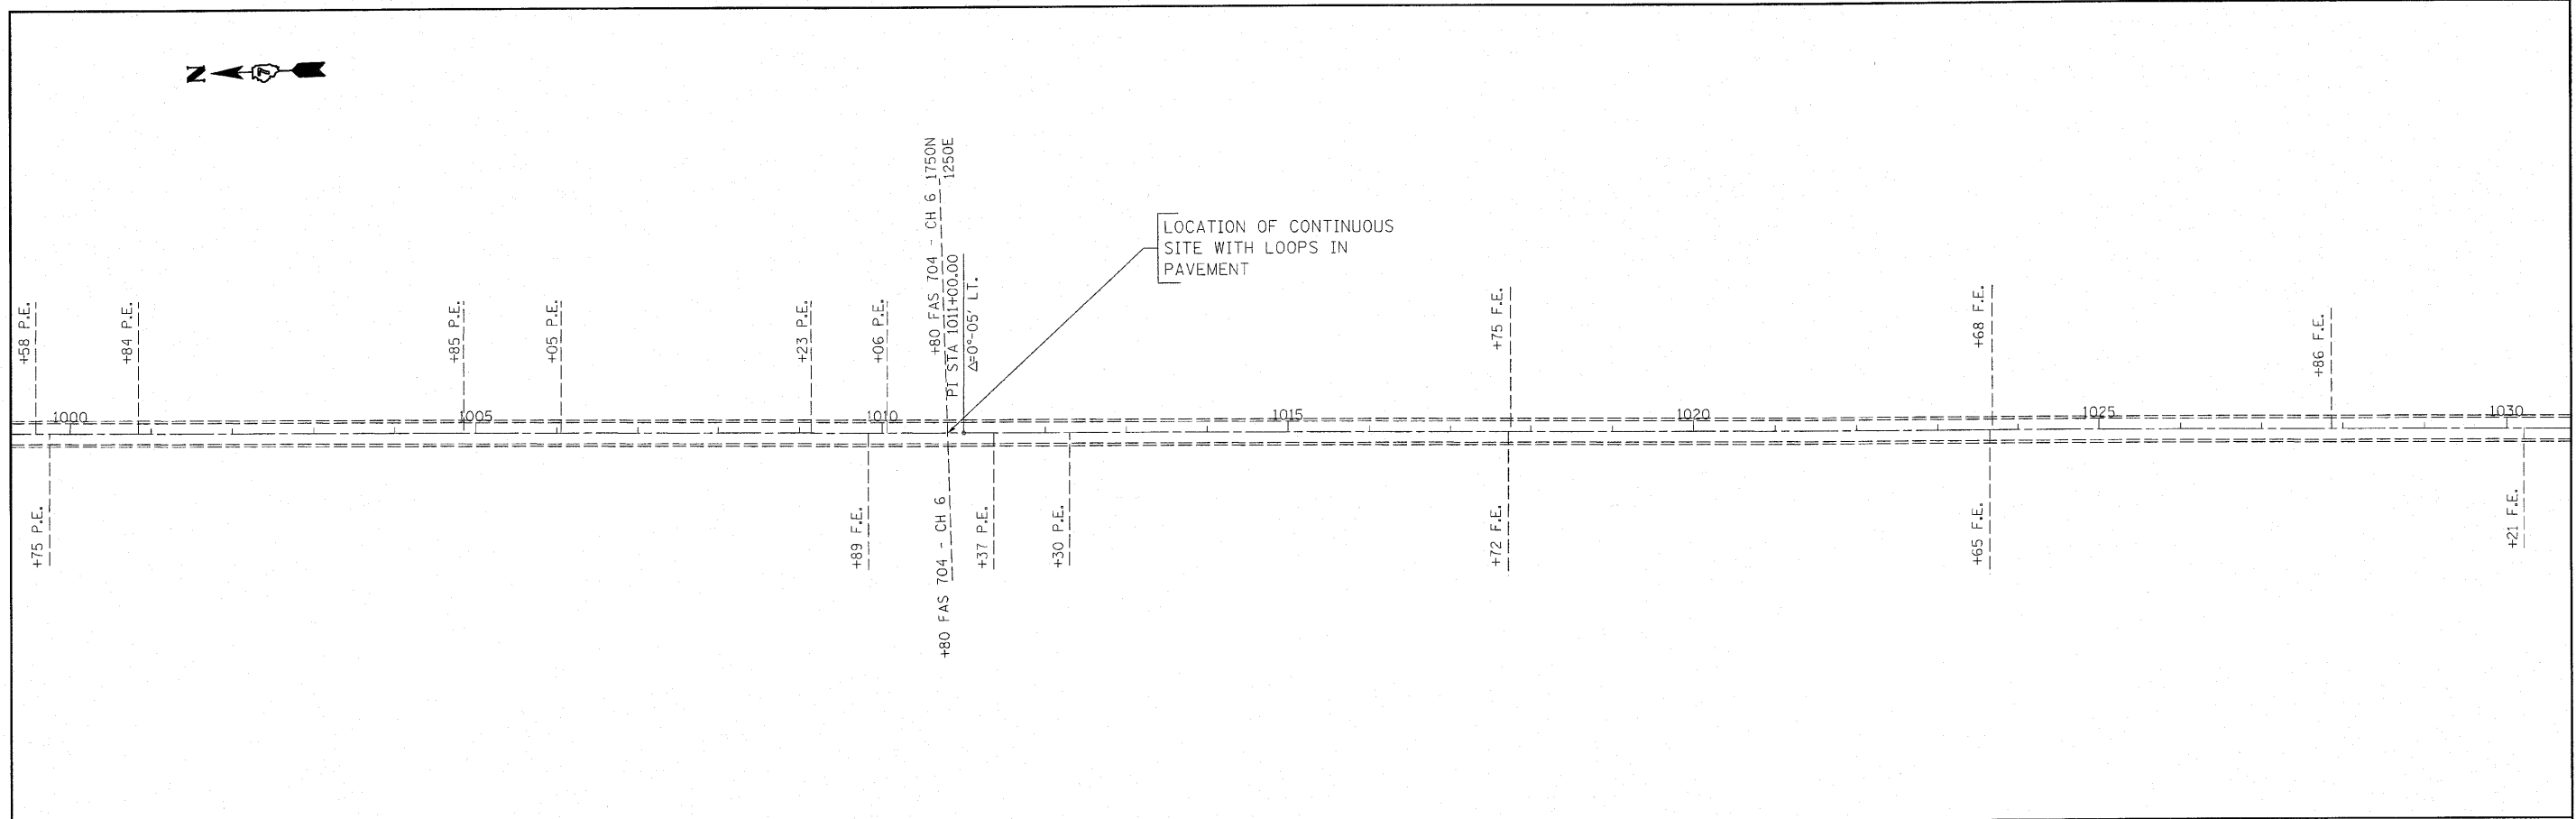 N
+80 FAS 704 - CH 6 1750N
1250E
PI STA 1011+00.00
Δ=0°-05' LT.
LOCATION OF CONTINUOUS
SITE WITH LOOPS IN
PAVEMENT
+58 P.E.
+84 P.E.
+85 P.E.
+05 P.E.
+23 P.E.
+06 P.E.
+75 F.E.
+68 F.E.
+86 F.E.
1000
1005
1010
1015
1020
1025
1030
+75 P.E.
+89 F.E.
+80 FAS 704 - CH 6
+37 P.E.
+30 P.E.
+72 F.E.
+65 F.E.
+21 F.E.